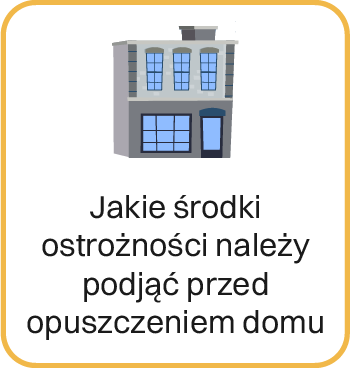 Jakie środki
ostrożności należy
podjąć przed
opuszczeniem domu